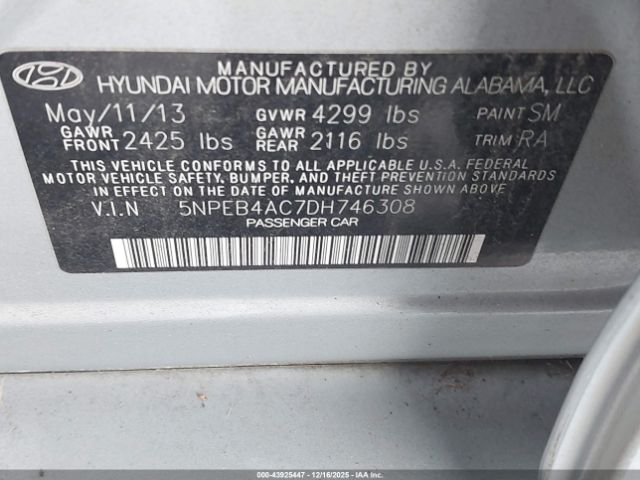 MANUFACTURED BY
HYUNDAI MOTOR MANUFACTURING ALABAMA, LLC
May/11/13 GVWR 4299 lbs PAINT SM
GAWR FRONT 2425 lbs GAWR REAR 2116 lbs TRIM RA
THIS VEHICLE CONFORMS TO ALL APPLICABLE U.S.A. FEDERAL
MOTOR VEHICLE SAFETY, BUMPER, AND THEFT PREVENTION
STANDARDS IN EFFECT ON THE DATE OF MANUFACTURE SHOWN ABOVE
V.I.N 5NPEB4AC7DH746308
PASSENGER CAR
000-43925447 - 12/16/2025 - IAAI.COM